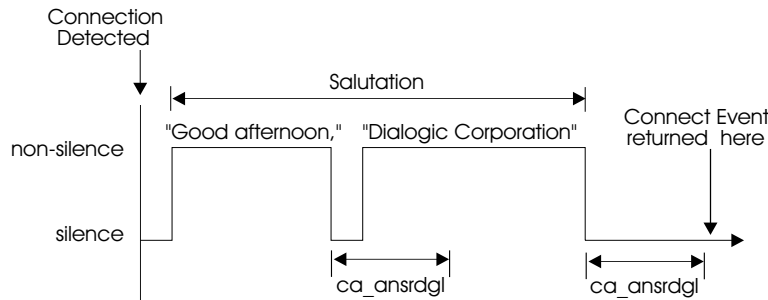 Connection
Detected
Salutation
"Good afternoon,"
"Dialogic Corporation"
Connect Event
returned here
non-silence
silence
ca_ansrdgl
ca_ansrdgl